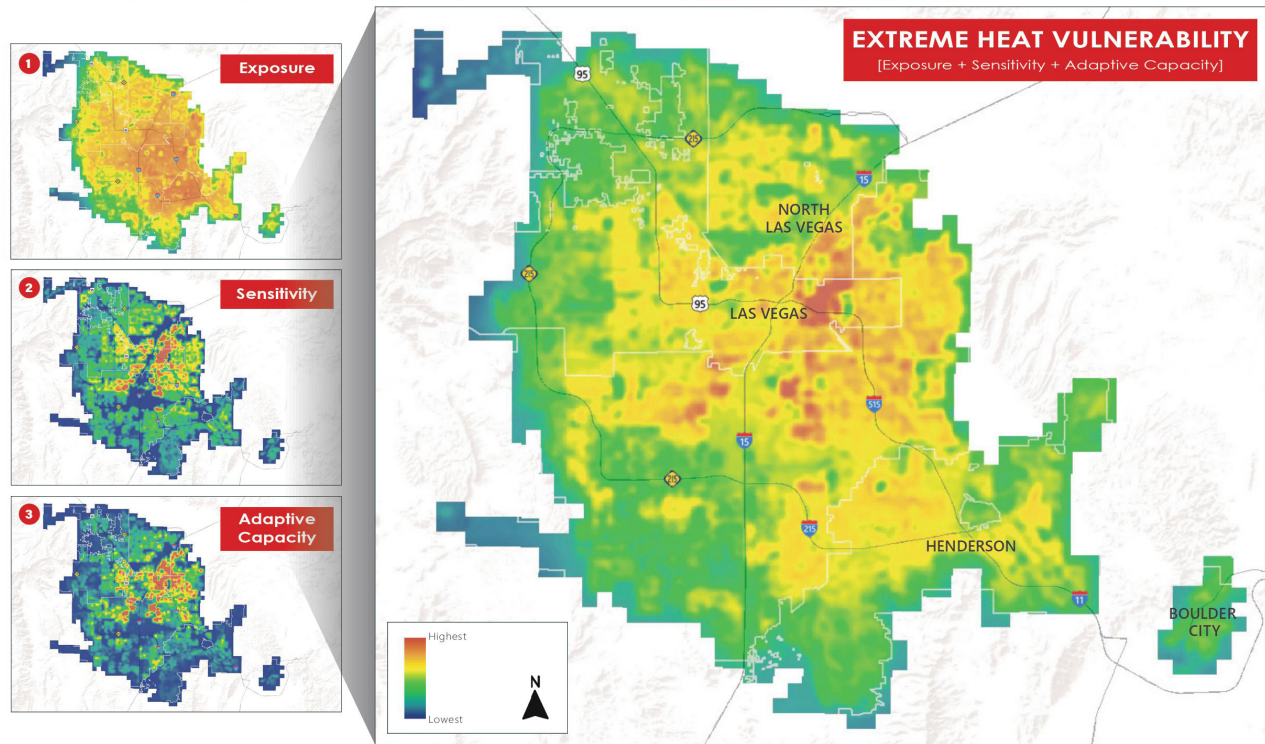 1
Exposure
2
Sensitivity
3
Adaptive
Capacity
EXTREME HEAT VULNERABILITY
[Exposure + Sensitivity + Adaptive Capacity]
95
215
15
NORTH
LAS VEGAS
215
95
LAS VEGAS
515
15
215
215
HENDERSON
11
BOULDER
CITY
Highest
Lowest
N